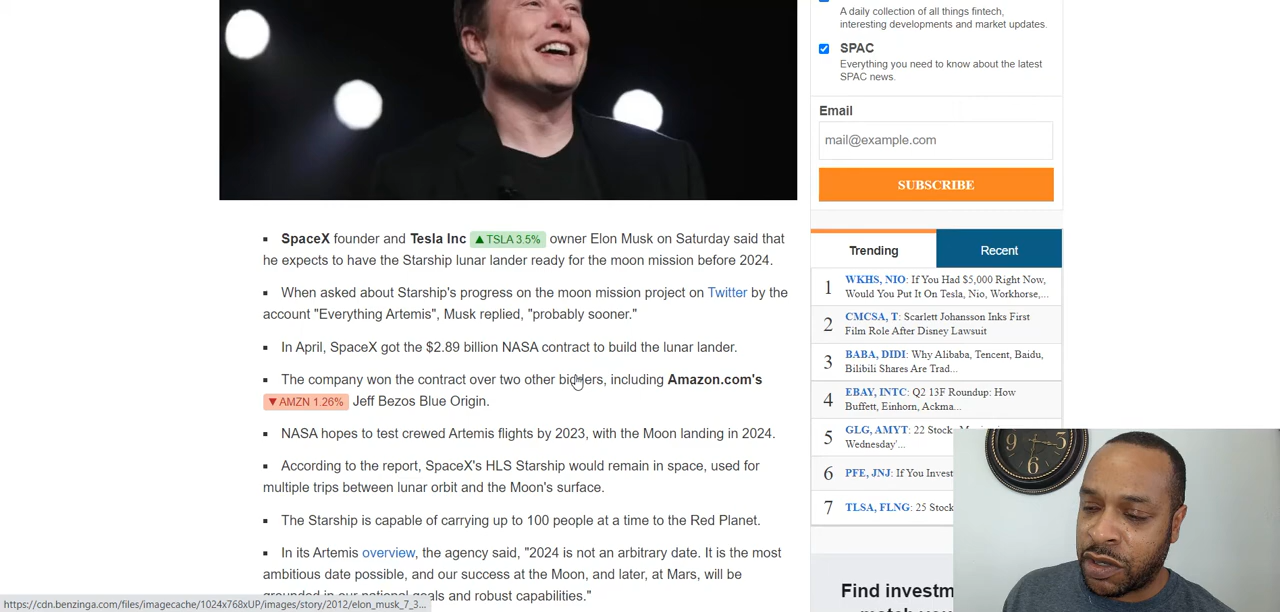 A daily collection of all things fintech,
interesting developments and market updates.
SPAC
Everything you need to know about the latest
SPAC news.
Email
mail@example.com
SUBSCRIBE
SpaceX founder and Tesla Inc ▲ TSLA 3.5% owner Elon Musk on Saturday said that
he expects to have the Starship lunar lander ready for the moon mission before 2024.
When asked about Starship's progress on the moon mission project on Twitter by the
account "Everything Artemis", Musk replied, "probably sooner."
In April, SpaceX got the $2.89 billion NASA contract to build the lunar lander.
The company won the contract over two other bidders, including Amazon.com's
▼ AMZN 1.26% Jeff Bezos Blue Origin.
NASA hopes to test crewed Artemis flights by 2023, with the Moon landing in 2024.
According to the report, SpaceX's HLS Starship would remain in space, used for
multiple trips between lunar orbit and the Moon's surface.
The Starship is capable of carrying up to 100 people at a time to the Red Planet.
In its Artemis overview, the agency said, "2024 is not an arbitrary date. It is the most
ambitious date possible, and our success at the Moon, and later, at Mars, will be
grounded in our national goals and robust capabilities."
Trending
Recent
1 WKHS, NIO: If You Had $5,000 Right Now,
Would You Put It On Tesla, Nio, Workhorse,...
2 CMCSA, T: Scarlett Johansson Inks First
Film Role After Disney Lawsuit
3 BABA, DIDI: Why Alibaba, Tencent, Baidu,
Bilibili Shares Are Trad...
4 EBAY, INTC: Q2 13F Roundup: How
Buffett, Einhorn, Ackma...
5 GLG, AMYT: 22 Stock
Wednesday'...
6 PFE, JNJ: If You Invest
7 TLSA, FLNG: 25 Stock
Find investm
https://cdn.benzinga.com/files/imagecache/1024x768xUP/images/story/2012/elon_musk_7_3...
9
12
3
6